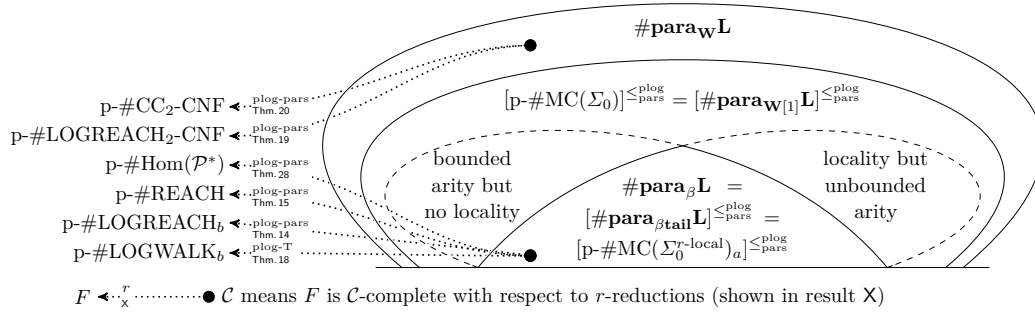 #para_W L
[p-#MC(Σ₀)]^{≤^{plog}_{pars}} = [#para_{W[1]} L]^{≤^{plog}_{pars}}
p-#CC₂-CNF plog-pars Thm. 20
p-#LOGREACH₂-CNF plog-pars Thm. 19
p-#Hom(𝒫*) plog-pars Thm. 28
p-#REACH plog-pars Thm. 15
p-#LOGREACH_b plog-pars Thm. 14
p-#LOGWALK_b plog-T Thm. 18
bounded
arity but
no locality
#para_β L =
[#para_{βtail} L]^{≤^{plog}_{pars}} =
[p-#MC(Σ₀^{r-local})_a]^{≤^{plog}_{pars}}
locality but
unbounded
arity
F r X 𝒞 means F is 𝒞-complete with respect to r-reductions (shown in result X)